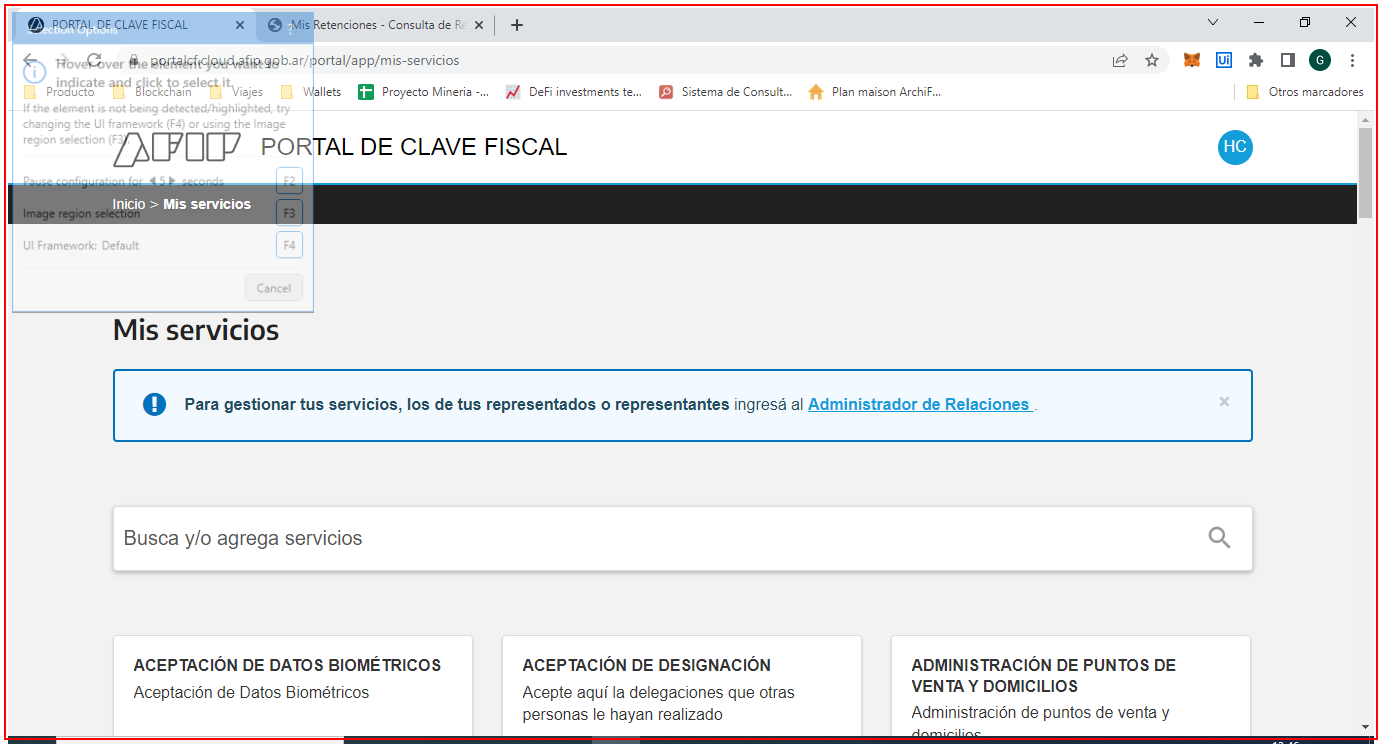 PORTAL DE CLAVE FISCAL
Mis Retenciones - Consulta de Re
Selection Options
?
portalcf.cloud.afip.gob.ar/portal/app/mis-servicios
G
Hover over the element you want to
indicate and click to select it.
Producto
Blockchain
Viajes
Wallets
Proyecto Mineria -...
DeFi investments te...
Sistema de Consult...
Plan maison ArchiF...
Otros marcadores
If the element is not being detected/highlighted, try
changing the UI framework (F4) or using the Image
region selection (F3).
AFIP
PORTAL DE CLAVE FISCAL
HC
Pause configuration for 5 seconds
F2
Inicio > Mis servicios
Image region selection
F3
UI Framework: Default
F4
Cancel
Mis servicios
Para gestionar tus servicios, los de tus representados o representantes ingresá al Administrador de Relaciones .
Busca y/o agrega servicios
ACEPTACIÓN DE DATOS BIOMÉTRICOS
Aceptación de Datos Biométricos
ACEPTACIÓN DE DESIGNACIÓN
Acepte aquí la delegaciones que otras
personas le hayan realizado
ADMINISTRACIÓN DE PUNTOS DE
VENTA Y DOMICILIOS
Administración de puntos de venta y
domicilios